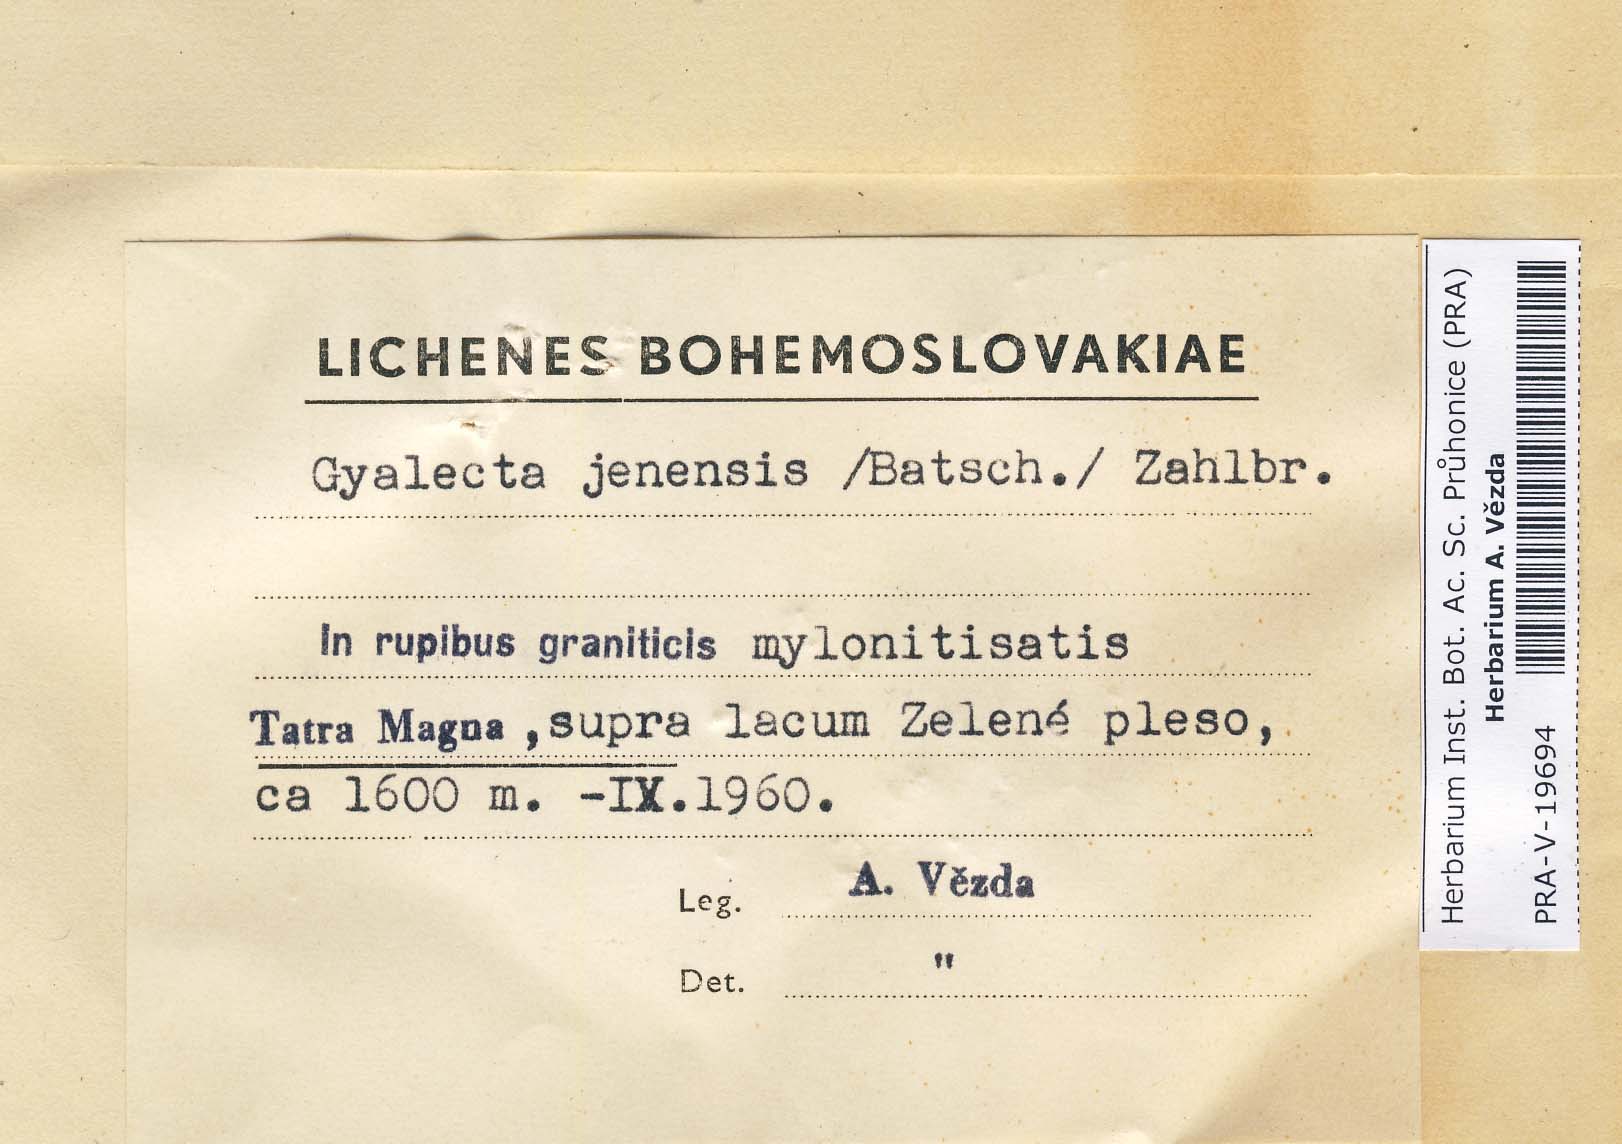 LICHENES BOHEMOSLOVAKIAE
Gyalecta jenensis /Batsch./ Zahlbr.
In rupibus graniticis mylonitisatis
Tatra Magna, supra lacum Zelené pleso,
ca 1600 m. -IX.1960.
Leg. A. Vězda
Det. "
Herbarium Inst. Bot. Ac. Sc. Průhonice (PRA)
Herbarium A. Vězda
PRA-V-19694